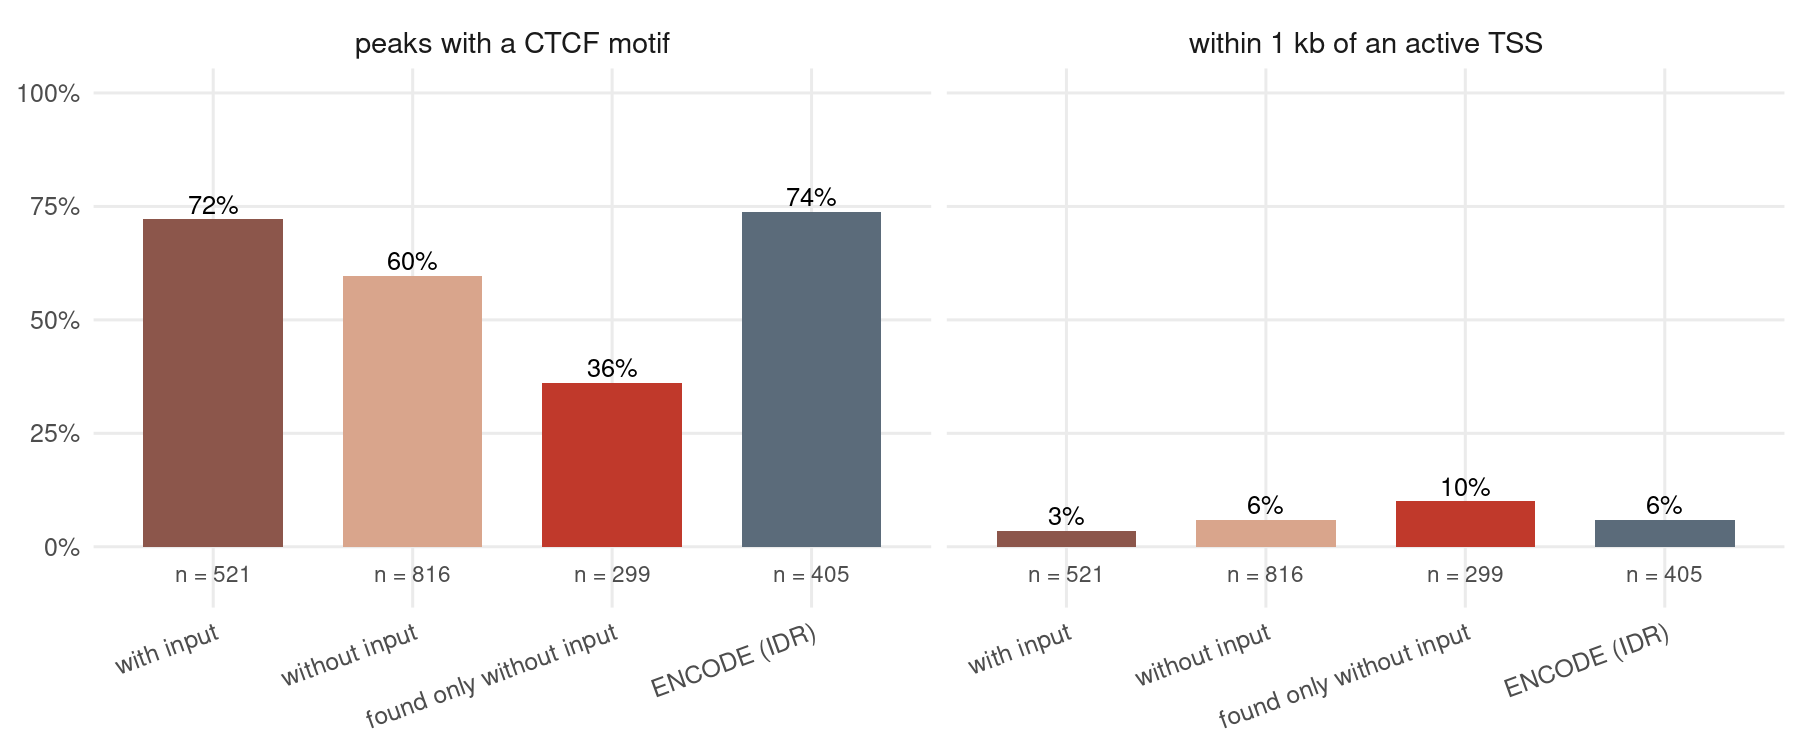 peaks with a CTCF motif
within 1 kb of an active TSS
100%
75%
50%
25%
0%
72%
60%
36%
74%
3%
6%
10%
6%
n = 521
n = 816
n = 299
n = 405
n = 521
n = 816
n = 299
n = 405
with input
without input
found only without input
ENCODE (IDR)
with input
without input
found only without input
ENCODE (IDR)